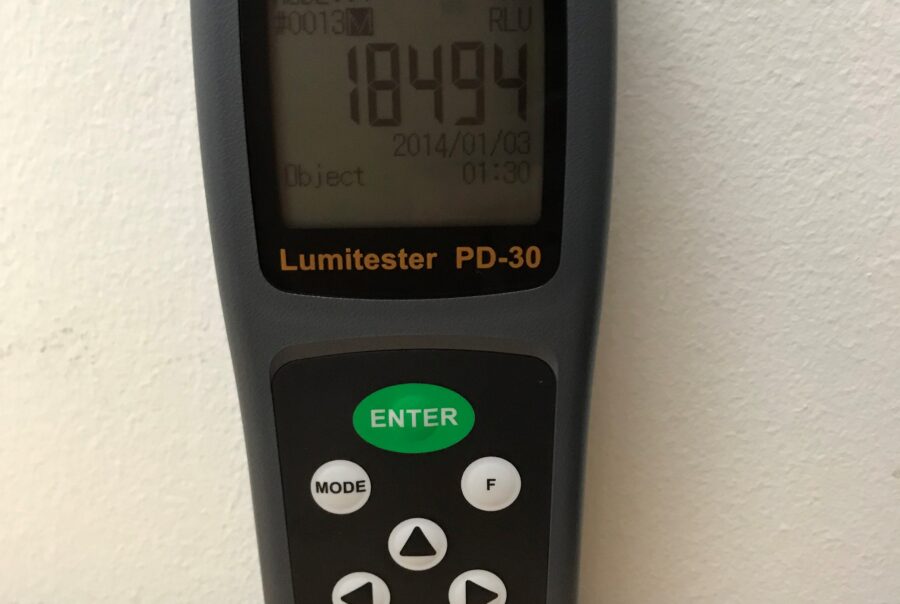 #0013M RLU
18494
2014/01/03
Object 01:30
Lumitester PD-30
ENTER
MODE F